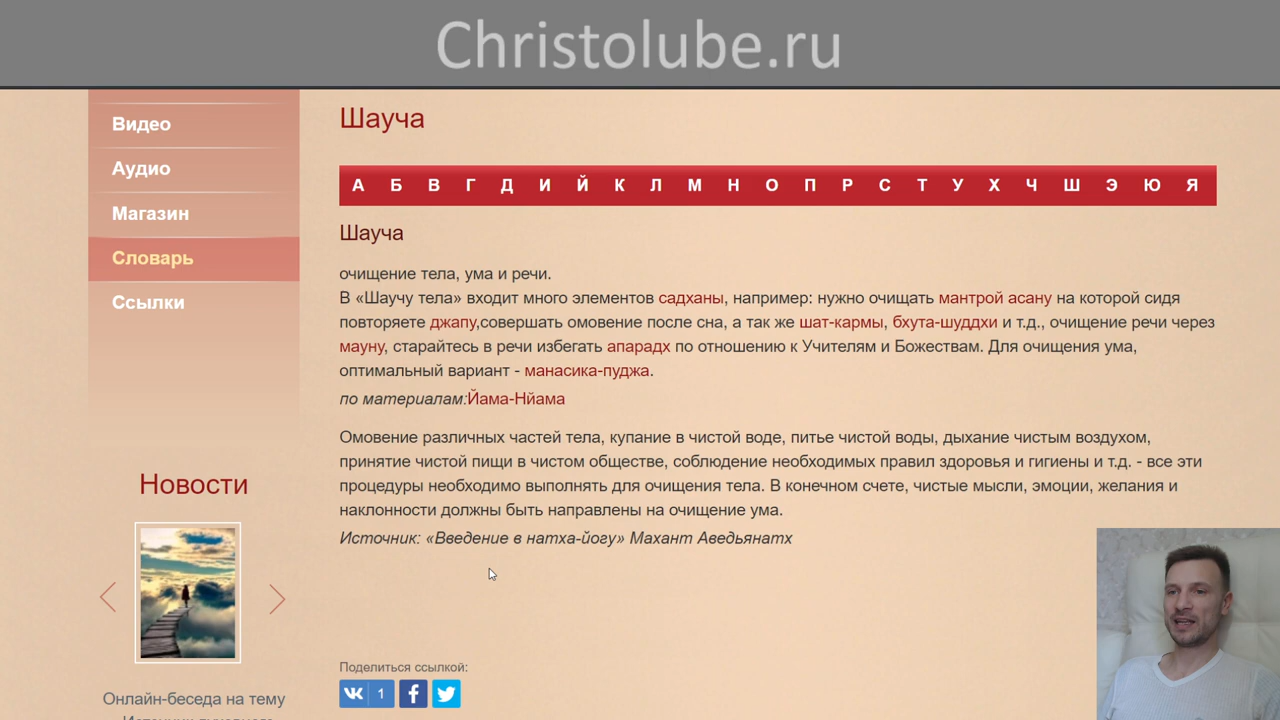 Christolube.ru
Видео
Аудио
Магазин
Словарь
Ссылки
Новости
Онлайн-беседа на тему
Шауча
А Б В Г Д И Й К Л М Н О П Р С Т У Х Ч Ш Э Ю Я
Шауча
очищение тела, ума и речи.
В «Шаучу тела» входит много элементов садханы, например: нужно очищать мантрой асану на которой сидя
повторяете джапу,совершать омовение после сна, а так же шат-кармы, бхута-шуддхи и т.д., очищение речи через
мауну, старайтесь в речи избегать апарадх по отношению к Учителям и Божествам. Для очищения ума,
оптимальный вариант - манасика-пуджа.
по материалам:Йама-Нйама
Омовение различных частей тела, купание в чистой воде, питье чистой воды, дыхание чистым воздухом,
принятие чистой пищи в чистом обществе, соблюдение необходимых правил здоровья и гигиены и т.д. - все эти
процедуры необходимо выполнять для очищения тела. В конечном счете, чистые мысли, эмоции, желания и
наклонности должны быть направлены на очищение ума.
Источник: «Введение в натха-йогу» Махант Аведьянатх
Поделиться ссылкой:
1